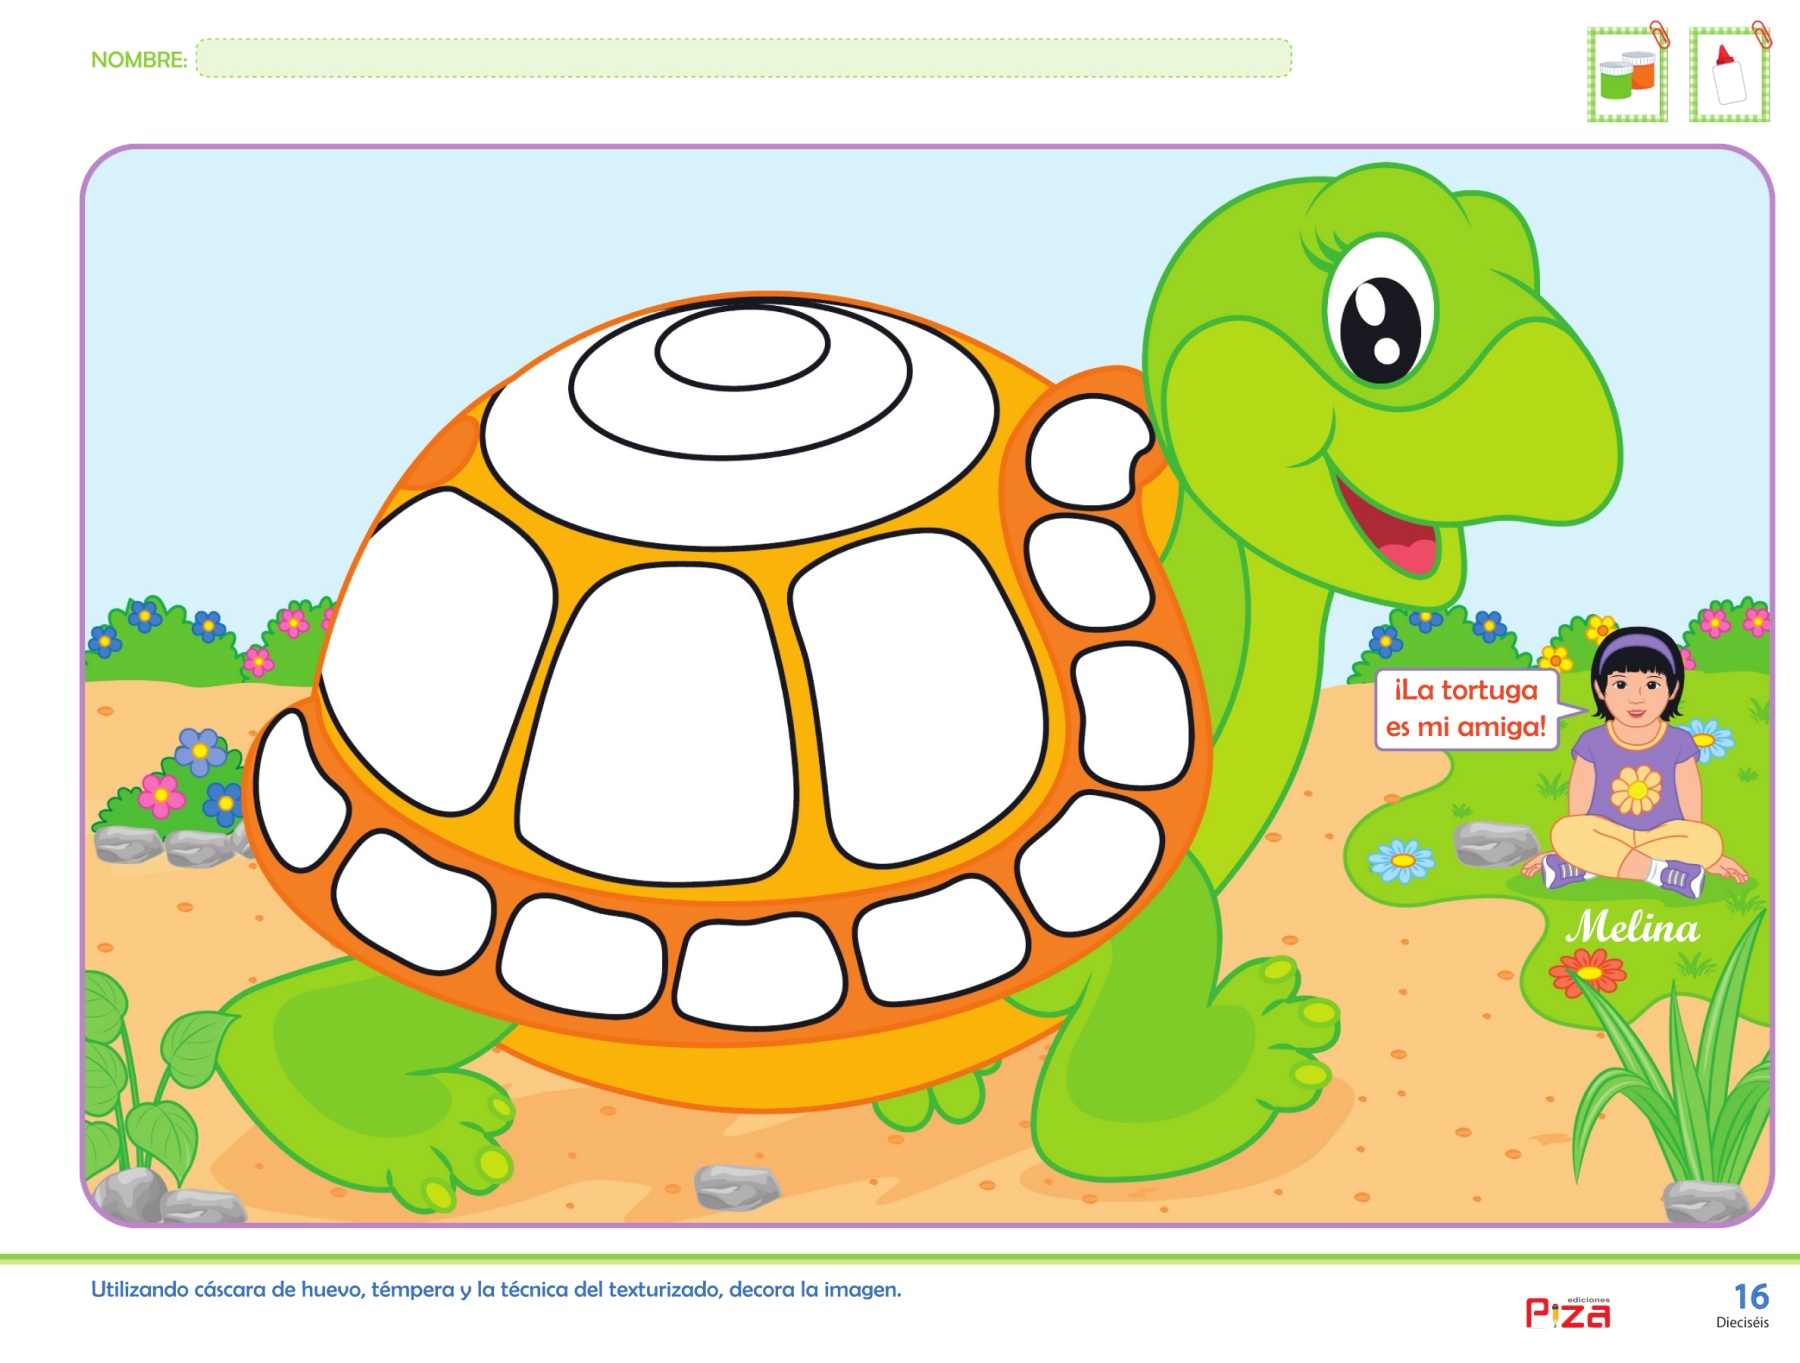 NOMBRE:
¡La tortuga
es mi amiga!
Melina
Utilizando cáscara de huevo, témpera y la técnica del texturizado, decora la imagen.
ediciones
Piza
16
Dieciséis